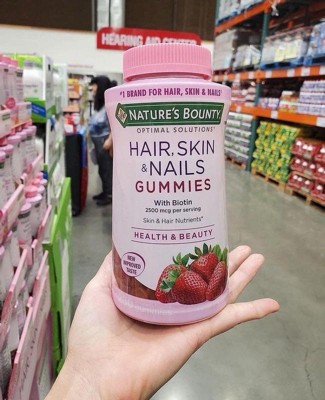 HEARING AID CENTER
#1 BRAND FOR HAIR, SKIN & NAILS*
NATURE'S BOUNTY
OPTIMAL SOLUTIONS®
HAIR, SKIN
& NAILS
GUMMIES
With Biotin
2500 mcg per serving
Skin & Hair Nutrients*
HEALTH & BEAUTY
NEW
IMPROVED
TASTE